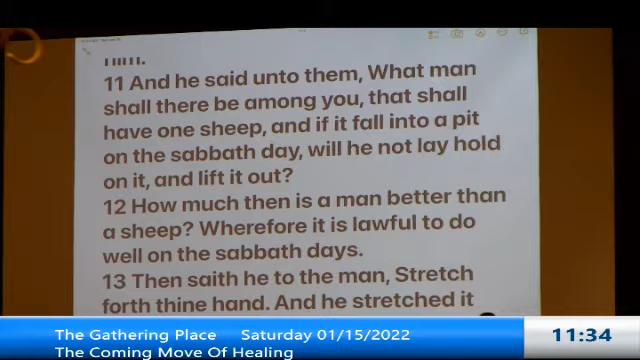 him.
11 And he said unto them, What man
shall there be among you, that shall
have one sheep, and if it fall into a pit
on the sabbath day, will he not lay hold
on it, and lift it out?
12 How much then is a man better than
a sheep? Wherefore it is lawful to do
well on the sabbath days.
13 Then saith he to the man, Stretch
forth thine hand. And he stretched it
The Gathering Place Saturday 01/15/2022
The Coming Move Of Healing
11:34